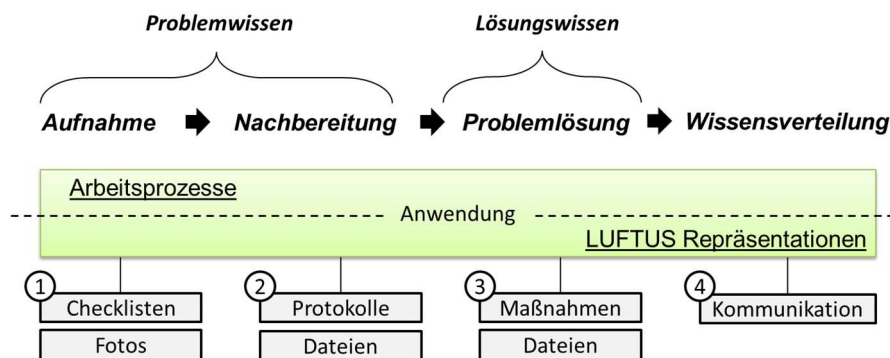 Problemwissen Lösungswissen
Aufnahme Nachbereitung Problemlösung Wissensverteilung
Arbeitsprozesse
Anwendung
LUFTUS Repräsentationen
1 2 3 4
Checklisten Protokolle Maßnahmen Kommunikation
Fotos Dateien Dateien